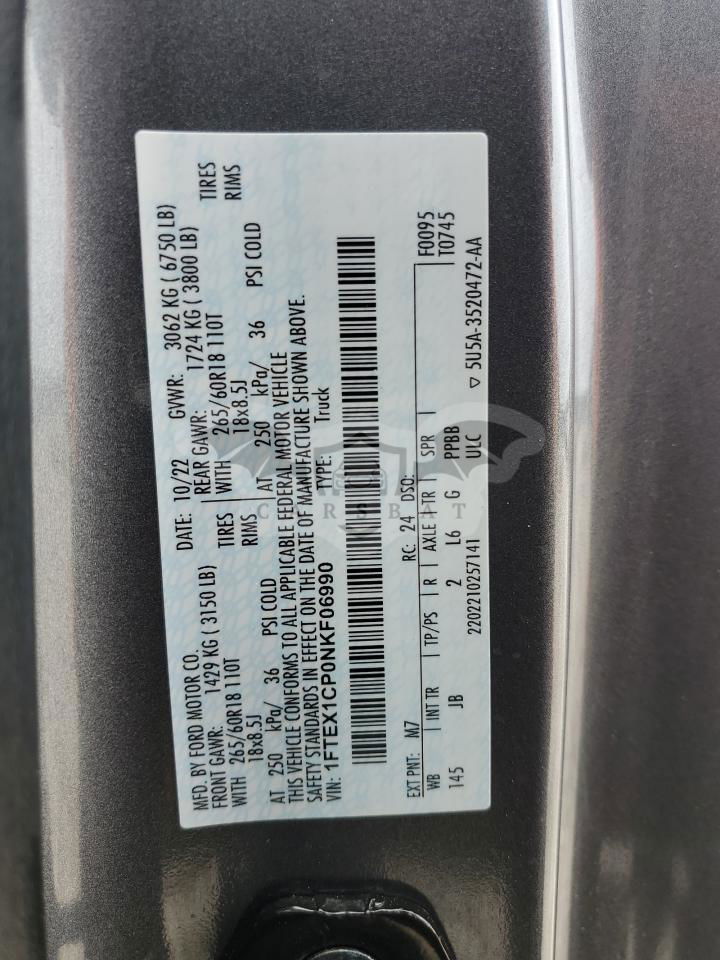 MFD. BY FORD MOTOR CO.
DATE: 10/22 GVWR: 3062 KG ( 6750 LB)
FRONT GAWR: 1429 KG ( 3150 LB) REAR GAWR: 1724 KG ( 3800 LB)
WITH 265/60R18 110T TIRES WITH 265/60R18 110T TIRES
18x8.5J RIMS 18x8.5J RIMS
AT 250 kPa/ 36 PSI COLD AT 250 kPa/ 36 PSI COLD
THIS VEHICLE CONFORMS TO ALL APPLICABLE FEDERAL MOTOR VEHICLE
SAFETY STANDARDS IN EFFECT ON THE DATE OF MANUFACTURE SHOWN ABOVE.
VIN: 1FTEX1CP0NKF06990 TYPE: Truck
CARSBAT
EXT PNT: M7 RC: 24 DSO: F0095
WB INT TR TP/PS R AXLE TR SPR T0745
145 JB 2 L6 G PPBB
2202210257141 ULC ▽ 5U5A-3520472-AA